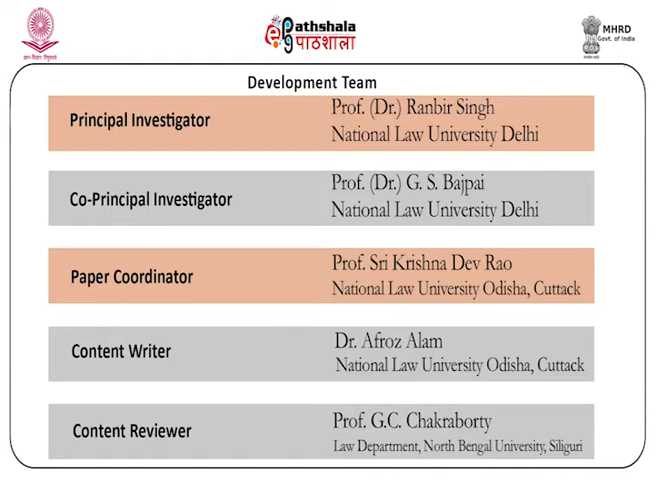 ज्ञान-विज्ञान विमुक्तये
ePathshala
पाठशाला
MHRD
Govt. of India
Development Team
Principal Investigator
Prof. (Dr.) Ranbir Singh
National Law University Delhi
Co-Principal Investigator
Prof. (Dr.) G. S. Bajpai
National Law University Delhi
Paper Coordinator
Prof. Sri Krishna Dev Rao
National Law University Odisha, Cuttack
Content Writer
Dr. Afroz Alam
National Law University Odisha, Cuttack
Content Reviewer
Prof. G.C. Chakraborty
Law Department, North Bengal University, Siliguri